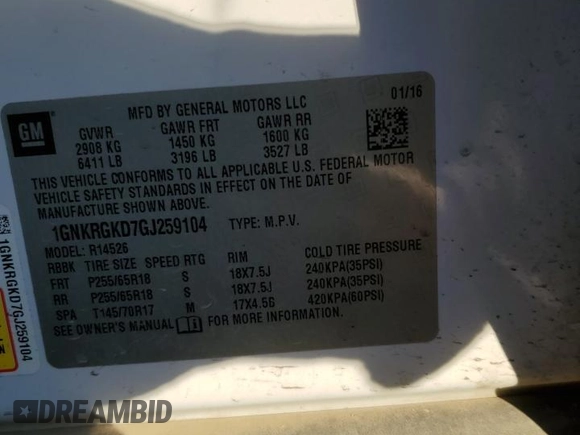 GM
MFD BY GENERAL MOTORS LLC
01/16
GVWR GAWR FRT GAWR RR
2908 KG 1450 KG 1600 KG
6411 LB 3196 LB 3527 LB
THIS VEHICLE CONFORMS TO ALL APPLICABLE U.S. FEDERAL MOTOR
VEHICLE SAFETY STANDARDS IN EFFECT ON THE DATE OF
MANUFACTURE SHOWN ABOVE.
1GNKRGKD7GJ259104 TYPE: M.P.V.
MODEL: R14526
RBBK TIRE SIZE SPEED RTG RIM COLD TIRE PRESSURE
FRT P255/65R18 S 18X7.5J 240KPA(35PSI)
RR P255/65R18 S 18X7.5J 240KPA(35PSI)
SPA T145/70R17 M 17X4.5G 420KPA(60PSI)
SEE OWNER'S MANUAL FOR MORE INFORMATION.
1GNKRGKD7GJ259104
DREAMBID